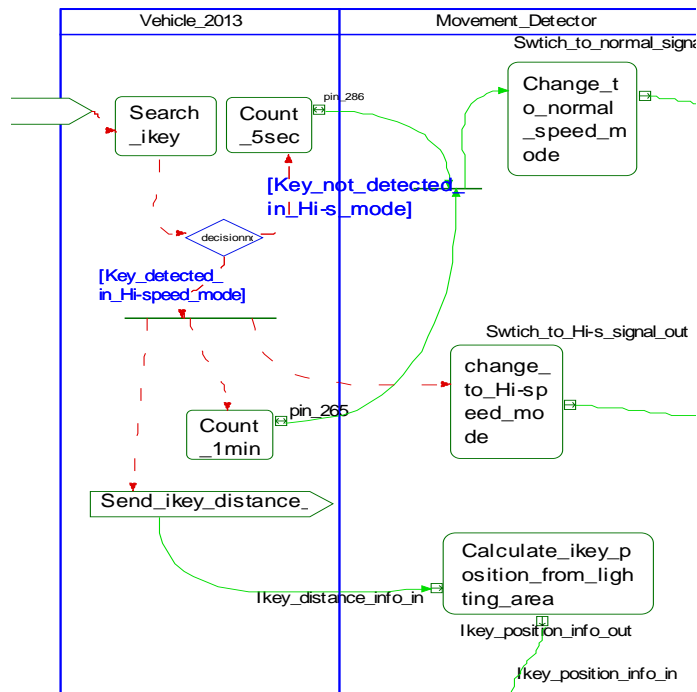 Vehicle_2013
Movement_Detector
Swtich_to_normal_signa
Search
_ikey
Count
_5sec
pin_286
Change_t
o_normal
_speed_m
ode
[Key_not_detected_
in_Hi-s_mode]
decisionno
[Key_detected_
in_Hi-speed_mode]
Swtich_to_Hi-s_signal_out
change_
to_Hi-sp
eed_mo
de
Count
_1min
pin_265
Send_ikey_distance_
Calculate_ikey_p
osition_from_ligh
ting_area
Ikey_distance_info_in
Ikey_position_info_out
Ikey_position_info_in